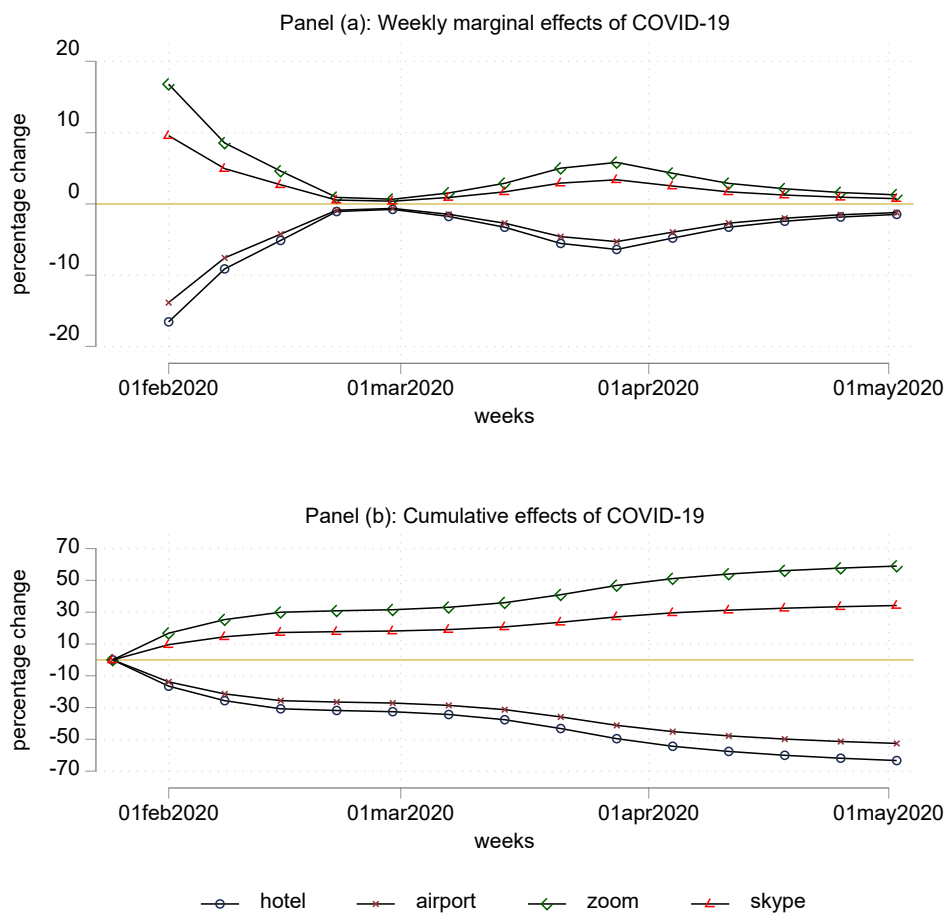 Panel (a): Weekly marginal effects of COVID-19
20
10
0
-10
-20
percentage change
01feb2020 01mar2020 01apr2020 01may2020
weeks
Panel (b): Cumulative effects of COVID-19
70
50
30
10
-10
-30
-50
-70
percentage change
01feb2020 01mar2020 01apr2020 01may2020
weeks
hotel airport zoom skype